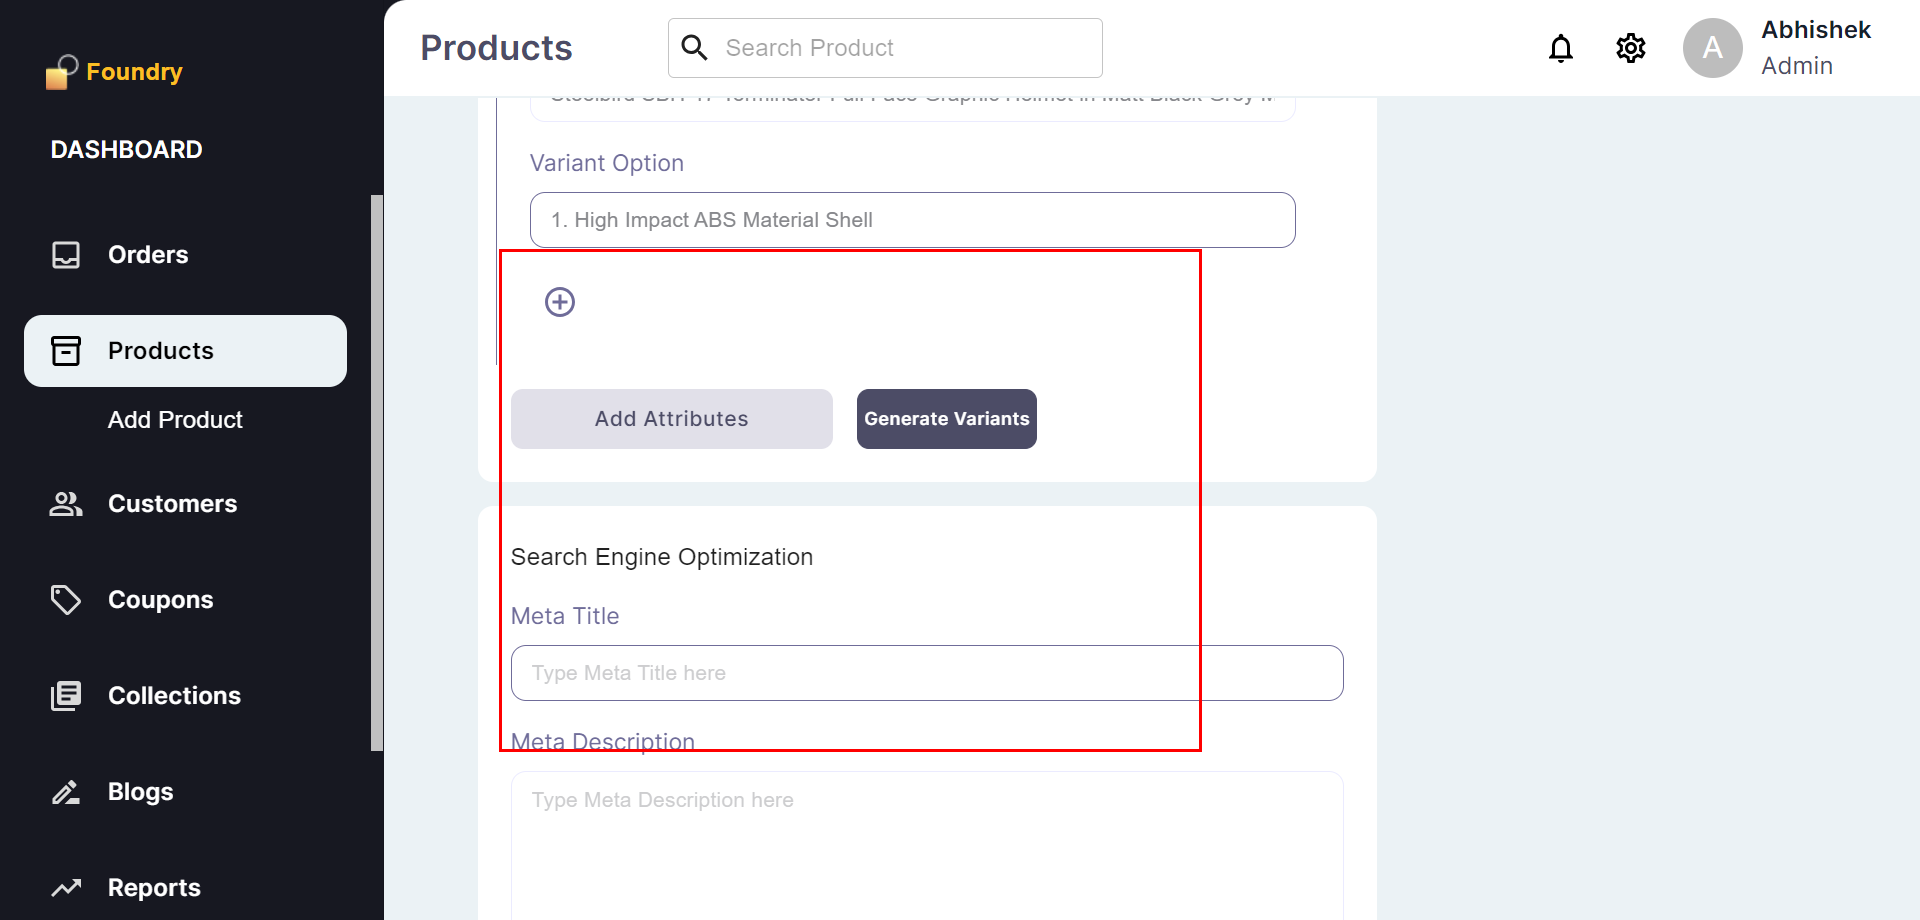 Foundry
DASHBOARD
Orders
Products
Add Product
Customers
Coupons
Collections
Blogs
Reports
Products
Search Product
A
Abhishek
Admin
Variant Option
1. High Impact ABS Material Shell
Add Attributes
Generate Variants
Search Engine Optimization
Meta Title
Type Meta Title here
Meta Description
Type Meta Description here